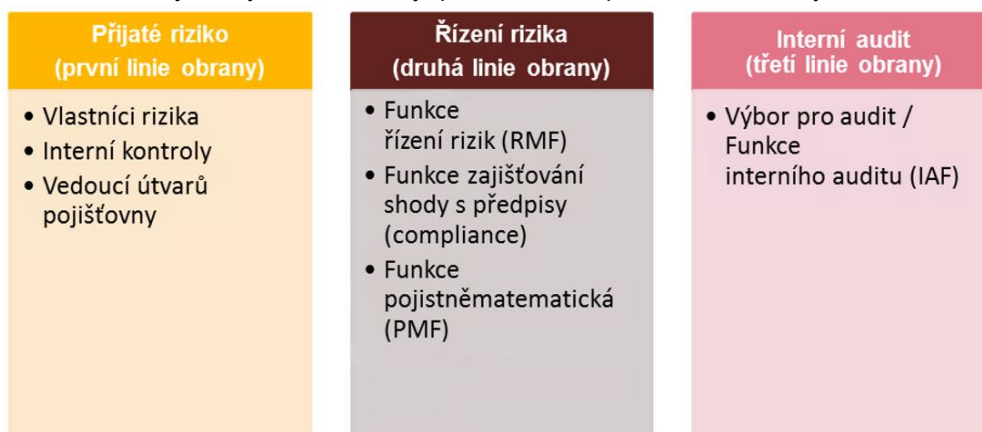 Přijaté riziko
(první linie obrany)
• Vlastníci rizika
• Interní kontroly
• Vedoucí útvarů
pojišťovny
Řízení rizika
(druhá linie obrany)
• Funkce
řízení rizik (RMF)
• Funkce zajišťování
shody s předpisy
(compliance)
• Funkce
pojistněmatematická
(PMF)
Interní audit
(třetí linie obrany)
• Výbor pro audit /
Funkce
interního auditu (IAF)